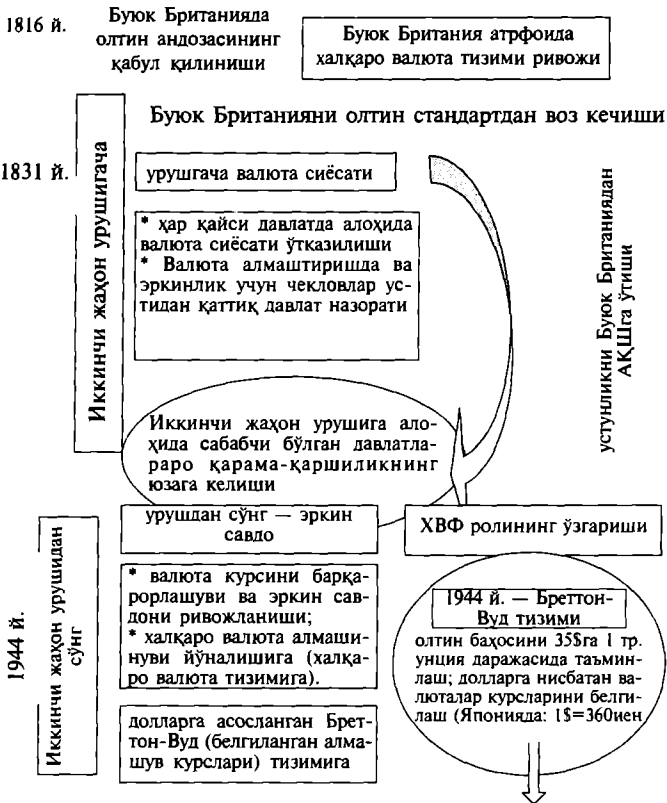 1816 й.
Буюк Британияда
олтин андозасининг
қабул қилиниши
Буюк Британия атрфоида
халқаро валюта тизими ривожи
Иккинчи жаҳон урушигача
Буюк Британияни олтин стандартдан воз кечиши
1831 й.
урушгача валюта сиёсати
* ҳар қайси давлатда алоҳида
валюта сиёсати ўтказилиши
* Валюта алмаштиришда ва
эркинлик учун чекловлар ус-
тидан қаттиқ давлат назорати
устунликни Буюк Британиядан
АҚШга ўтиши
Иккинчи жаҳон урушига ало-
ҳида сабабчи бўлган давлатла-
раро қарама-қаршиликнинг
юзага келиши
1944 й.
Иккинчи жаҳон урушидан
сўнг
урушдан сўнг — эркин
савдо
ХВФ ролининг ўзгариши
* валюта курсини барқа-
рорлашуви ва эркин сав-
дони ривожланиши;
* халқаро валюта алмаши-
нуви йўналишига (халқа-
ро валюта тизимига).
1944 й. — Бреттон-
Вуд тизими
олтин баҳосини 35$га 1 тр.
унция даражасида таъмин-
лаш; долларга нисбатан ва-
люталар курсларини белги-
лаш (Японияда: 1$=360иен
долларга асосланган Брет-
тон-Вуд (белгиланган алма-
шув курслари) тизимига